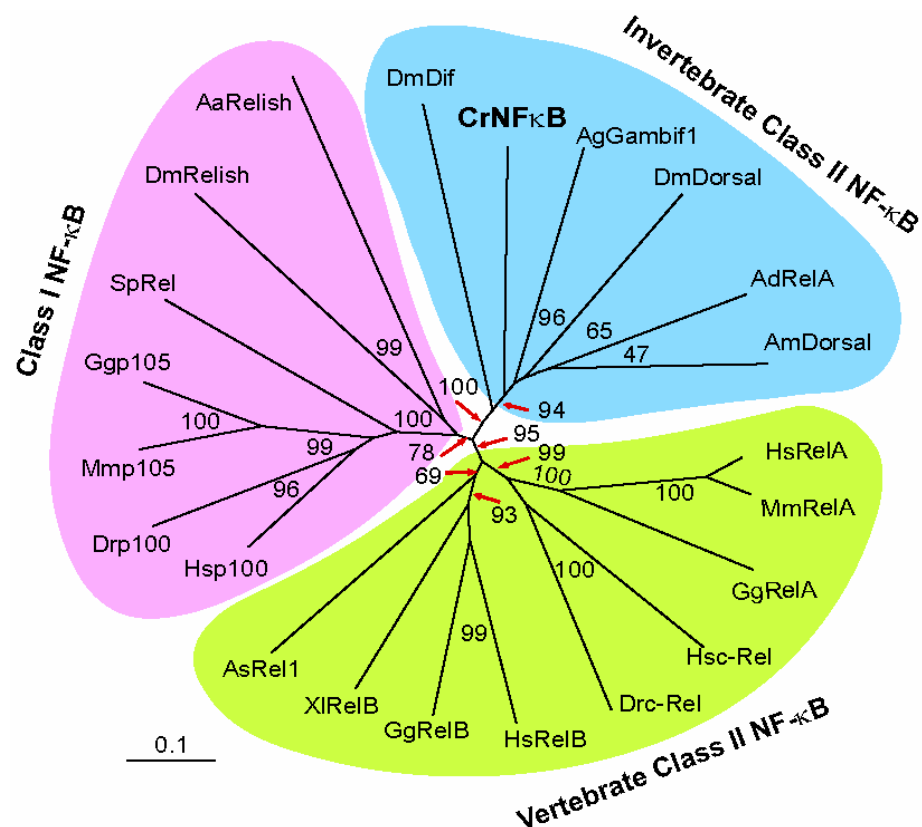 Invertebrate Class II NF-κB
DmDif
CrNFκB
AgGambif1
DmDorsal
AdRelA
AmDorsal
96
65
47
94
100
Class I NF-κB
AaRelish
DmRelish
SpRel
Ggp105
Mmp105
Drp100
Hsp100
99
100
100
99
96
78
95
69
99
93
100
100
HsRelA
MmRelA
GgRelA
Hsc-Rel
Drc-Rel
100
99
HsRelB
GgRelB
XlRelB
AsRel1
Vertebrate Class II NF-κB
0.1